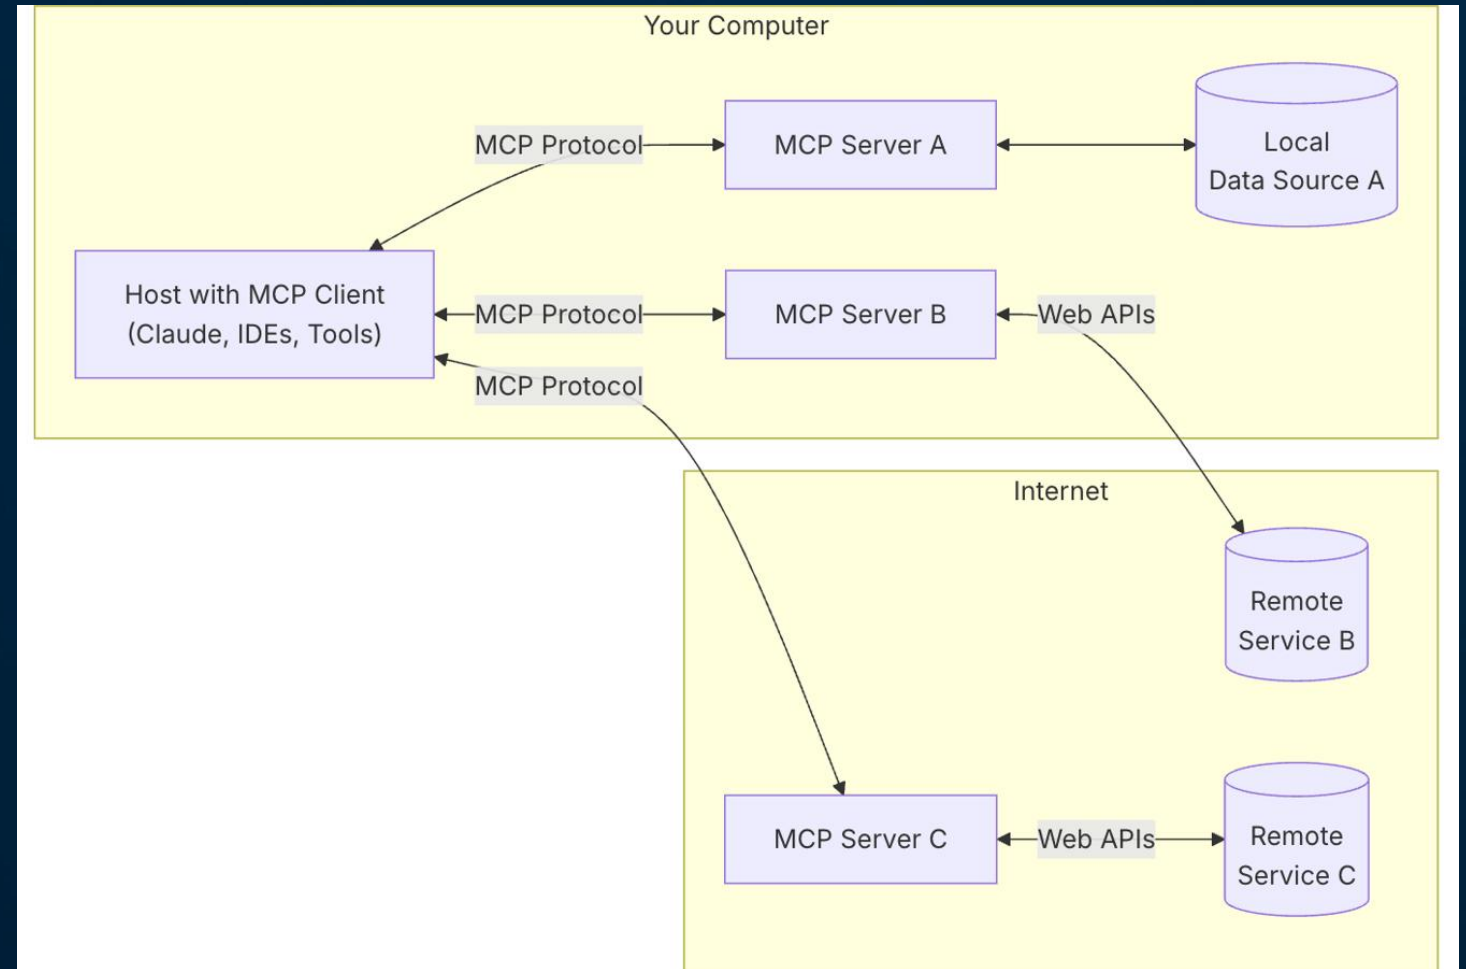 Your Computer
MCP Protocol
MCP Server A
Local
Data Source A
Host with MCP Client
(Claude, IDEs, Tools)
MCP Protocol
MCP Server B
Web APIs
MCP Protocol
Internet
Remote
Service B
MCP Server C
Web APIs
Remote
Service C